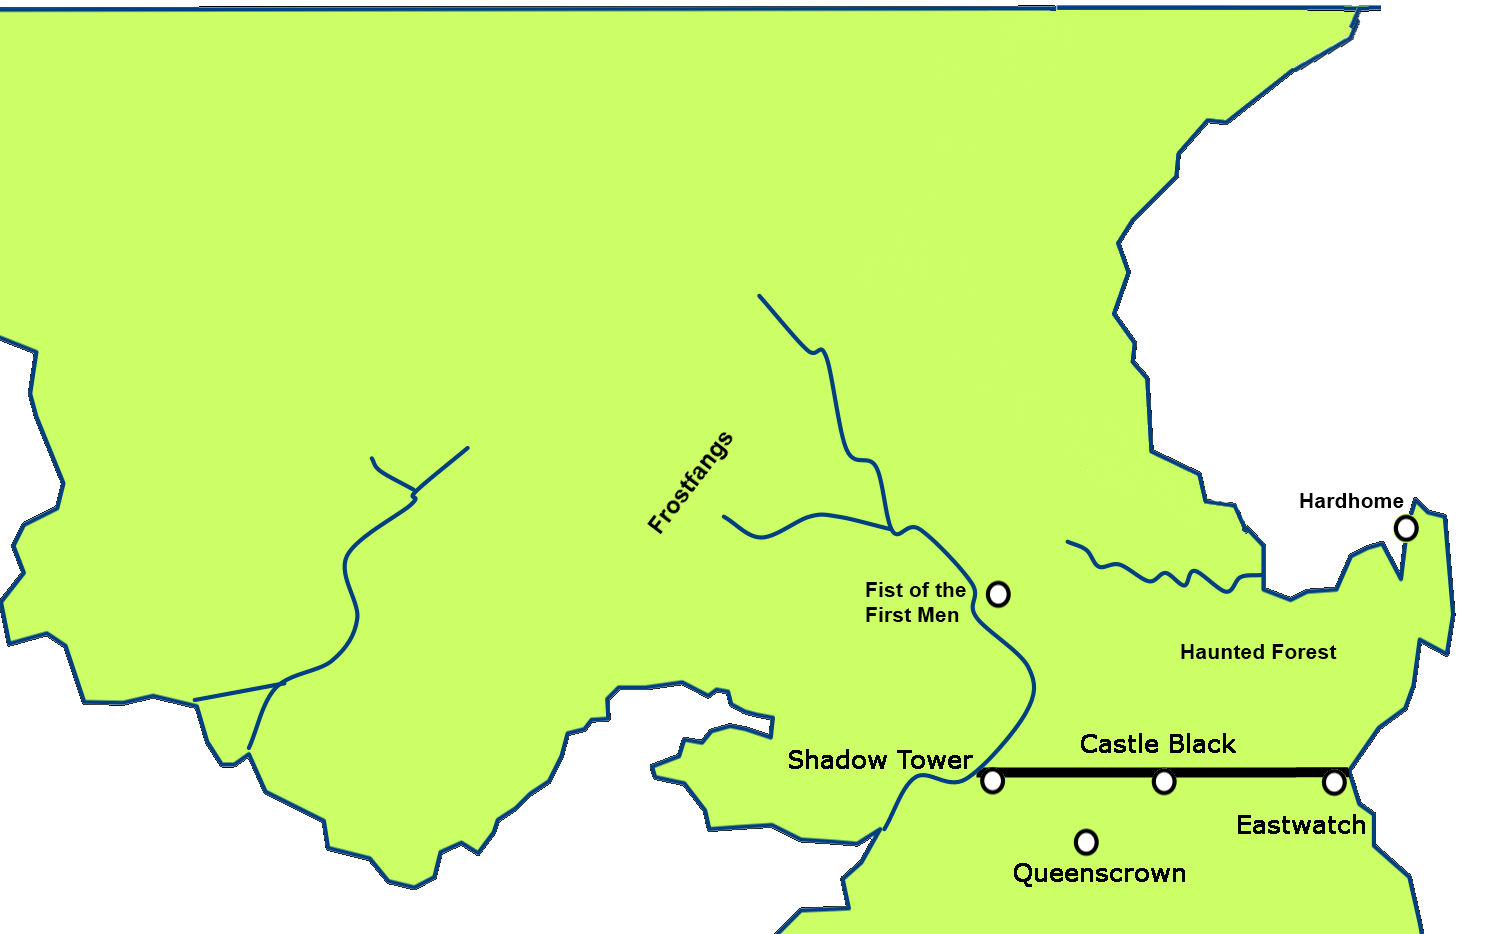 Frostfangs
Hardhome
Fist of the
First Men
Haunted Forest
Castle Black
Shadow Tower
Eastwatch
Queenscrown